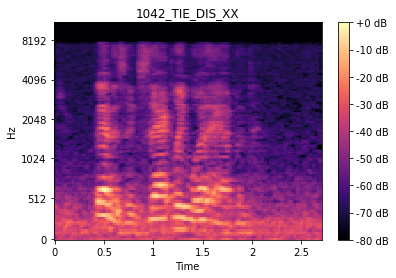 1042_TIE_DIS_XX
+0 dB
8192
-10 dB
4096
-20 dB
-30 dB
2048
-40 dB
Hz
1024
-50 dB
512
-60 dB
-70 dB
0
-80 dB
0 0.5 1 1.5 2 2.5
Time